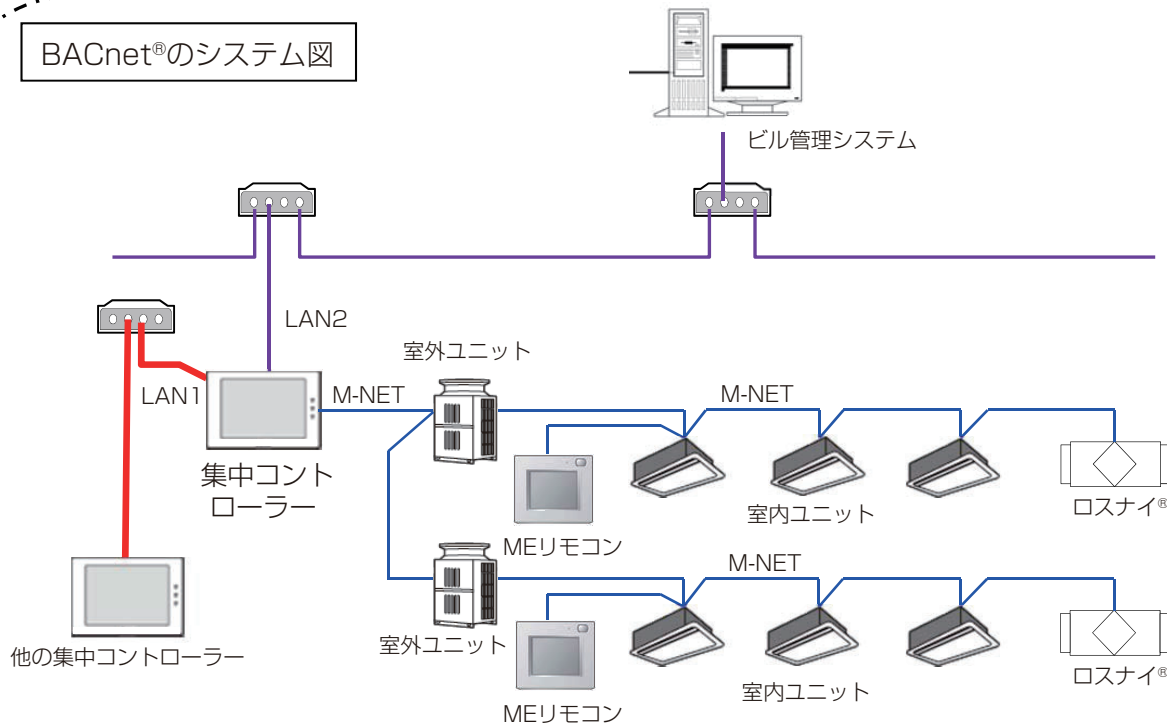 BACnet®のシステム図
ビル管理システム
LAN2
室外ユニット
LAN1
M-NET
M-NET
集中コント
ローラー
室内ユニット
ロスナイ®
MEリモコン
M-NET
室外ユニット
他の集中コントローラー
室内ユニット
ロスナイ®
MEリモコン